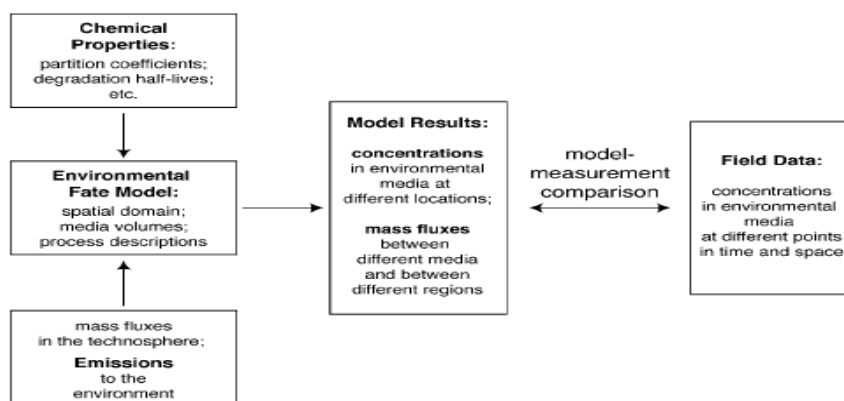 Chemical
Properties:
partition coefficients;
degradation half-lives;
etc.
Environmental
Fate Model:
spatial domain;
media volumes;
process descriptions
mass fluxes
in the technosphere;
Emissions
to the
environment
Model Results:
concentrations
in environmental
media at
different locations;
mass fluxes
between
different media
and between
different regions
model-
measurement
comparison
Field Data:
concentrations
in environmental
media
at different points
in time and space